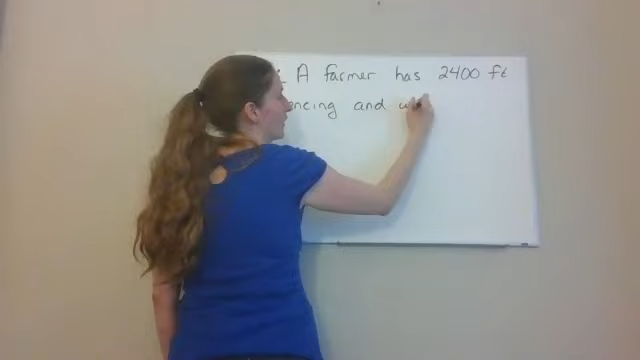 : A farmer has 2400 ft
encing and w